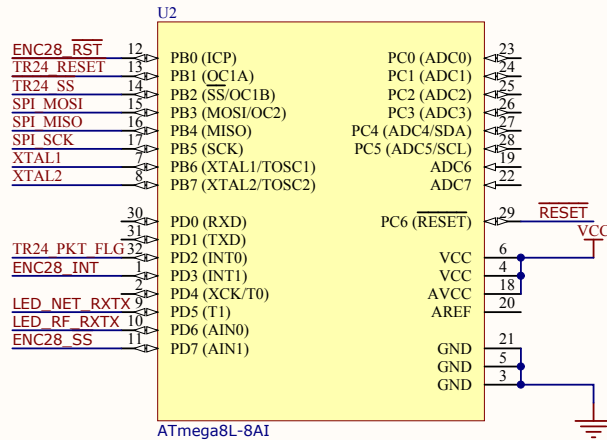 U2
ENC28_RST 12 PB0 (ICP) PC0 (ADC0) 23
TR24_RESET 13 PB1 (OC1A) PC1 (ADC1) 24
TR24_SS 14 PB2 (SS/OC1B) PC2 (ADC2) 25
SPI_MOSI 15 PB3 (MOSI/OC2) PC3 (ADC3) 26
SPI_MISO 16 PB4 (MISO) PC4 (ADC4/SDA) 27
SPI_SCK 17 PB5 (SCK) PC5 (ADC5/SCL) 28
XTAL1 7 PB6 (XTAL1/TOSC1) ADC6 19
XTAL2 8 PB7 (XTAL2/TOSC2) ADC7 22
30 PD0 (RXD) PC6 (RESET) 29 RESET
31 PD1 (TXD) VCC
TR24_PKT_FLG 32 PD2 (INT0) VCC 6
ENC28_INT 1 PD3 (INT1) VCC 4
2 PD4 (XCK/T0) AVCC 18
LED_NET_RXTX 9 PD5 (T1) AREF 20
LED_RF_RXTX 10 PD6 (AIN0)
ENC28_SS 11 PD7 (AIN1) GND 21
GND 5
GND 3
ATmega8L-8AI